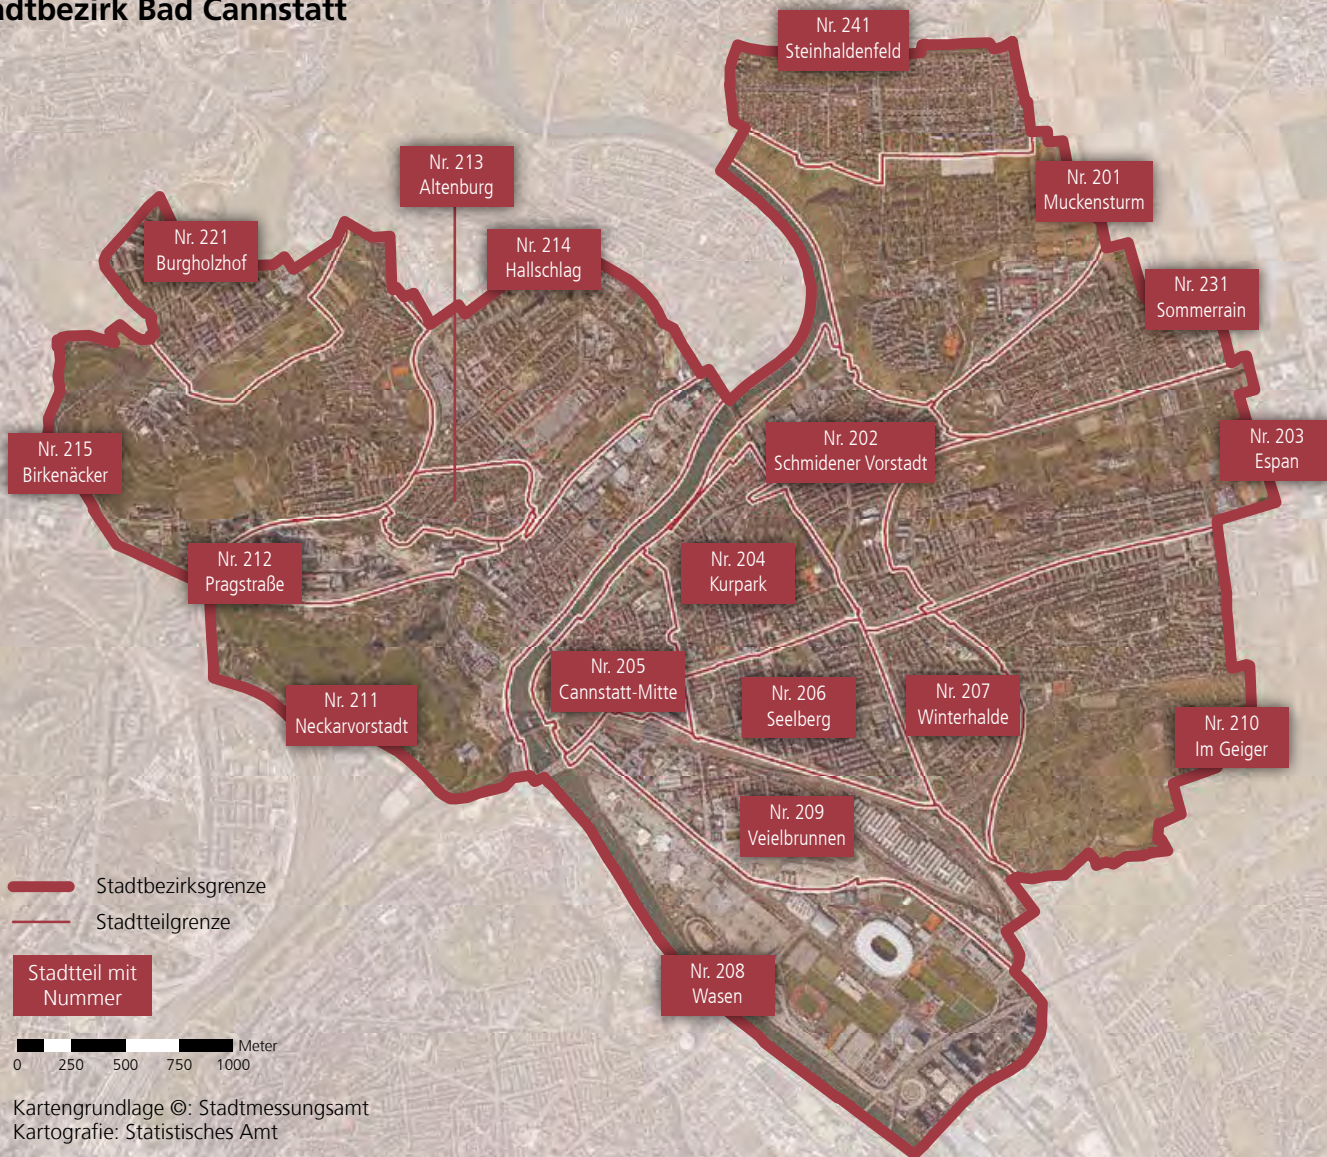 adtbezirk Bad Cannstatt
Nr. 241
Steinhaldenfeld
Nr. 213
Altenburg
Nr. 201
Muckensturm
Nr. 221
Burgholzhof
Nr. 214
Hallschlag
Nr. 231
Sommerrain
Nr. 215
Birkenäcker
Nr. 202
Schmidener Vorstadt
Nr. 203
Espan
Nr. 212
Pragstraße
Nr. 204
Kurpark
Nr. 205
Cannstatt-Mitte
Nr. 211
Neckarvorstadt
Nr. 206
Seelberg
Nr. 207
Winterhalde
Nr. 210
Im Geiger
Nr. 209
Veielbrunnen
Nr. 208
Wasen
Stadtbezirksgrenze
Stadtteilgrenze
Stadtteil mit
Nummer
Meter
0 250 500 750 1000
Kartengrundlage ©: Stadtmessungsamt
Kartografie: Statistisches Amt